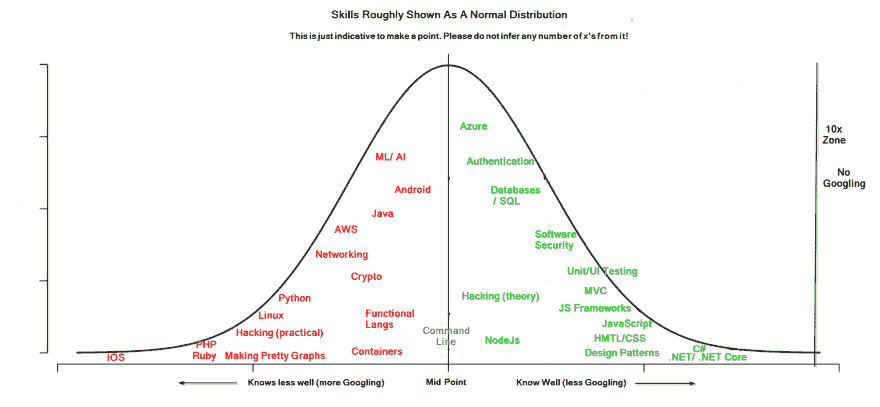 Skills Roughly Shown As A Normal Distribution
This is just indicative to make a point. Please do not infer any number of x's from it!
Azure
10x
Zone
ML/ AI
Authentication
No
Googling
Android
Databases
/ SQL
Java
AWS
Software
Security
Networking
Crypto
Unit/UI Testing
MVC
Python
Hacking (theory)
JS Frameworks
Linux
Functional
Langs
JavaScript
Hacking (practical)
Command
Line
NodeJs
HMTL/CSS
PHP
Ruby
Making Pretty Graphs
Containers
Design Patterns
C#
.NET/ .NET Core
iOS
Knows less well (more Googling)
Mid Point
Know Well (less Googling)